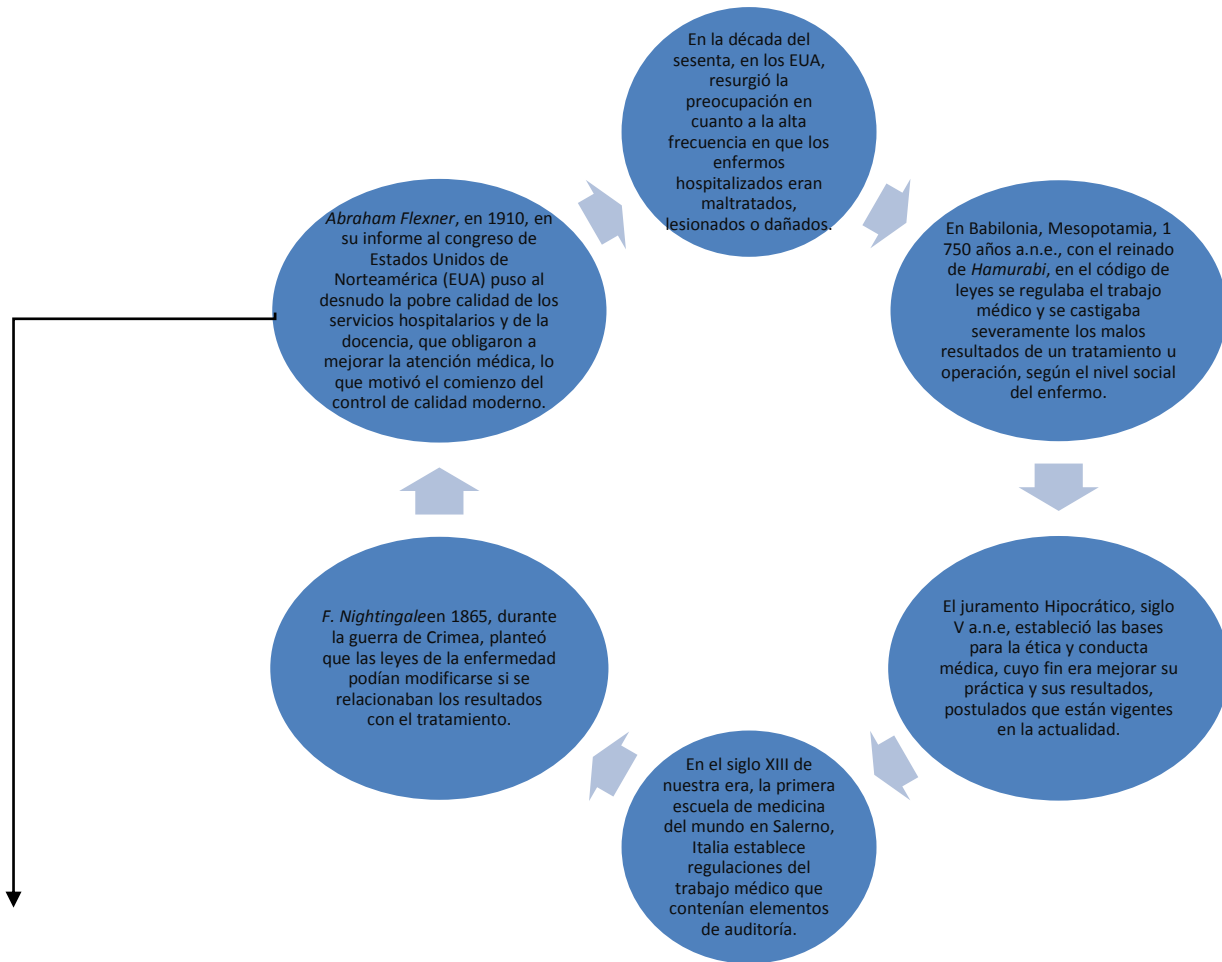 En la década del
sesenta, en los EUA,
resurgió la
preocupación en
cuanto a la alta
frecuencia en que los
enfermos
hospitalizados eran
maltratados,
lesionados o dañados.
En Babilonia, Mesopotamia, 1
750 años a.n.e., con el reinado
de Hamurabi, en el código de
leyes se regulaba el trabajo
médico y se castigaba
severamente los malos
resultados de un tratamiento u
operación, según el nivel social
del enfermo.
El juramento Hipocrático, siglo
V a.n.e, estableció las bases
para la ética y conducta
médica, cuyo fin era mejorar su
práctica y sus resultados,
postulados que están vigentes
en la actualidad.
En el siglo XIII de
nuestra era, la primera
escuela de medicina
del mundo en Salerno,
Italia establece
regulaciones del
trabajo médico que
contenían elementos
de auditoría.
F. Nightingaleen 1865, durante
la guerra de Crimea, planteó
que las leyes de la enfermedad
podían modificarse si se
relacionaban los resultados
con el tratamiento.
Abraham Flexner, en 1910, en
su informe al congreso de
Estados Unidos de
Norteamérica (EUA) puso al
desnudo la pobre calidad de los
servicios hospitalarios y de la
docencia, que obligaron a
mejorar la atención médica, lo
que motivó el comienzo del
control de calidad moderno.